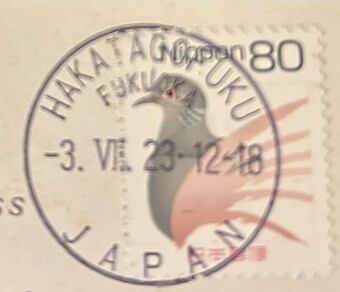 Nippon 80
HAKATAGOFUKU
FUKUOKA
-3. VII. 23-12-18
JAPAN
日本郵便
ss